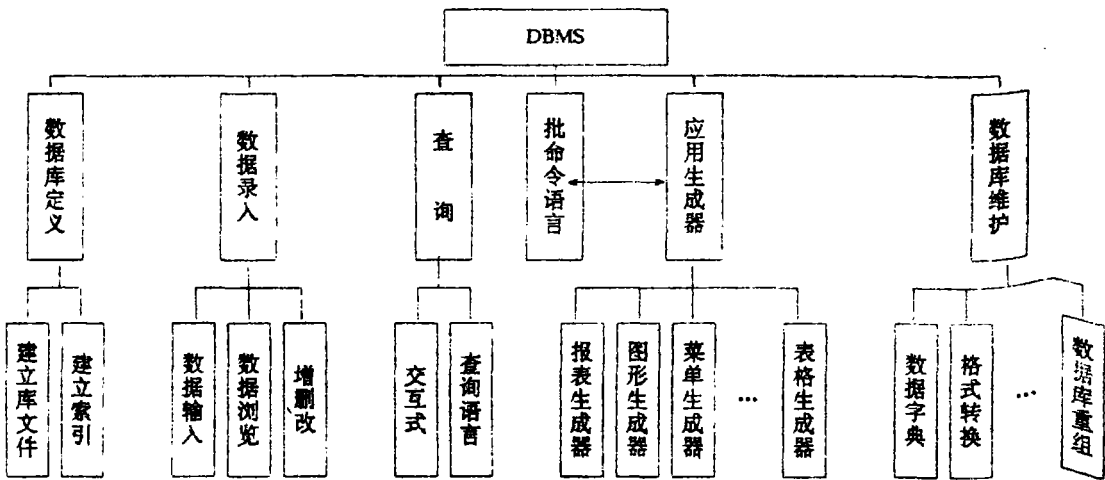 DBMS
数据库定义
数据录入
查询
批命令语言
应用生成器
数据库维护
建立库文件
建立索引
数据输入
数据浏览
增删改
交互式
查询语言
报表生成器
图形生成器
菜单生成器
...
表格生成器
数据字典
格式转换
...
数据库重组